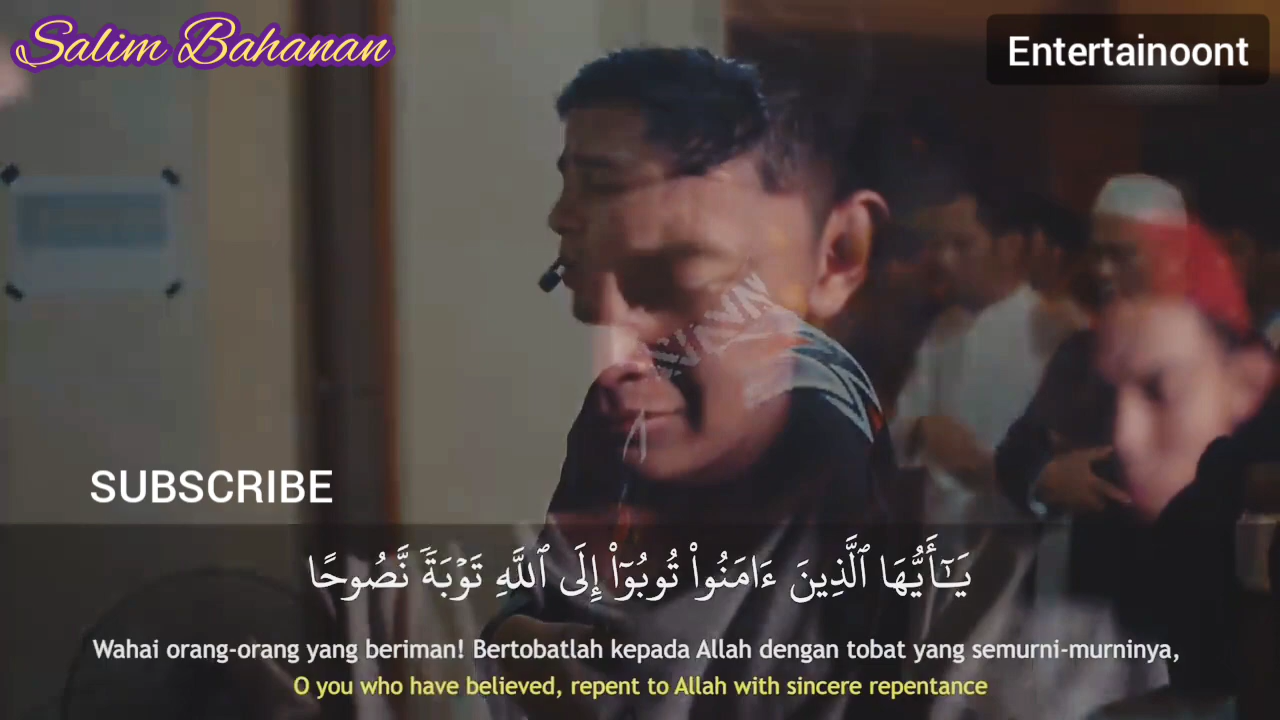 Salim Bahanan
Entertainoont
SUBSCRIBE
يَـٰٓأَيُّهَا ٱلَّذِينَ ءَامَنُوا۟ تُوبُوٓا۟ إِلَى ٱللَّهِ تَوْبَةً نَّصُوحًا
Wahai orang-orang yang beriman! Bertobatlah kepada Allah dengan tobat yang semurni-murninya,
O you who have believed, repent to Allah with sincere repentance